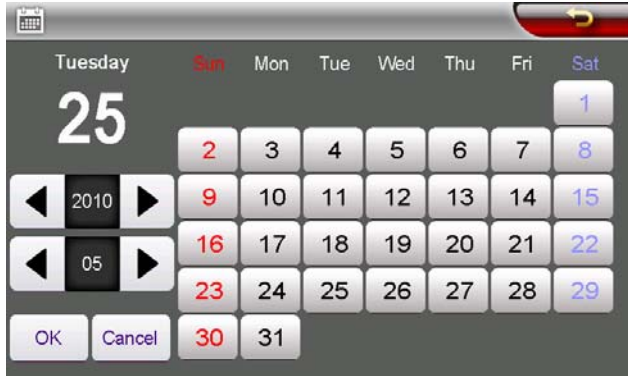 Tuesday
25
2010
05
OK Cancel
Sun Mon Tue Wed Thu Fri Sat
1
2 3 4 5 6 7 8
9 10 11 12 13 14 15
16 17 18 19 20 21 22
23 24 25 26 27 28 29
30 31